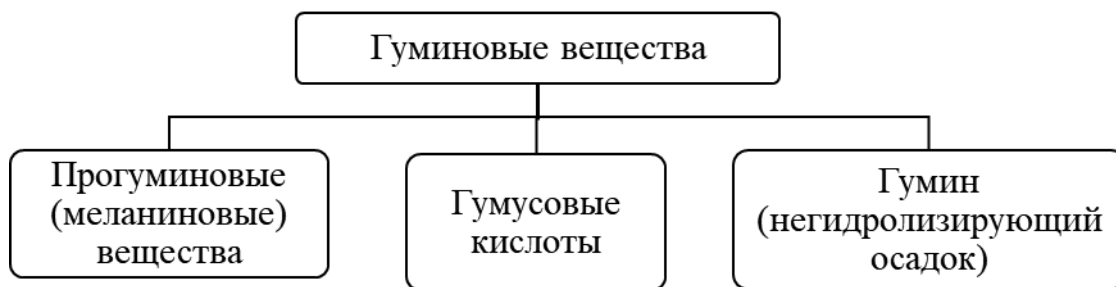 Гуминовые вещества
Прогуминовые
(меланиновые)
вещества
Гумусовые
кислоты
Гумин
(негидролизирующий
осадок)